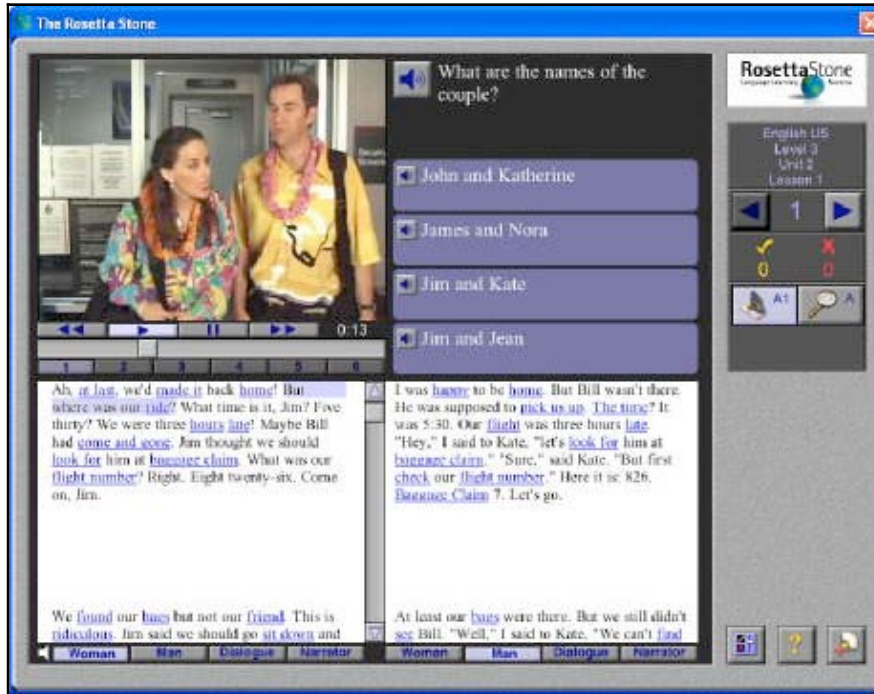 The Rosetta Stone
What are the names of the
couple?
John and Katherine
James and Nora
Jim and Kate
Jim and Jean
RosettaStone
Language Learning Success
English US
Level 3
Unit 2
Lesson 1
1
0 0
A1 A
0:13
1 2 3 4 5 6
Ah, at last, we'd made it back home! But
where was our ride? What time is it, Jim? Five
thirty? We were three hours late! Maybe Bill
had come and gone. Jim thought we should
look for him at baggage claim. What was our
flight number? Right. Eight twenty-six. Come
on, Jim.
We found our bags but not our friend. This is
ridiculous. Jim said we should go sit down and
I was happy to be home. But Bill wasn't there.
He was supposed to pick us up. The time? It
was 5:30. Our flight was three hours late.
"Hey," I said to Kate, "let's look for him at
baggage claim." "Sure," said Kate. "But first
check our flight number." Here it is: 826.
Baggage Claim 7. Let's go.
At least our bags were there. But we still didn't
see Bill. "Well," I said to Kate, "We can't find
Woman Man Dialogue Narrator
Woman Man Dialogue Narrator
?